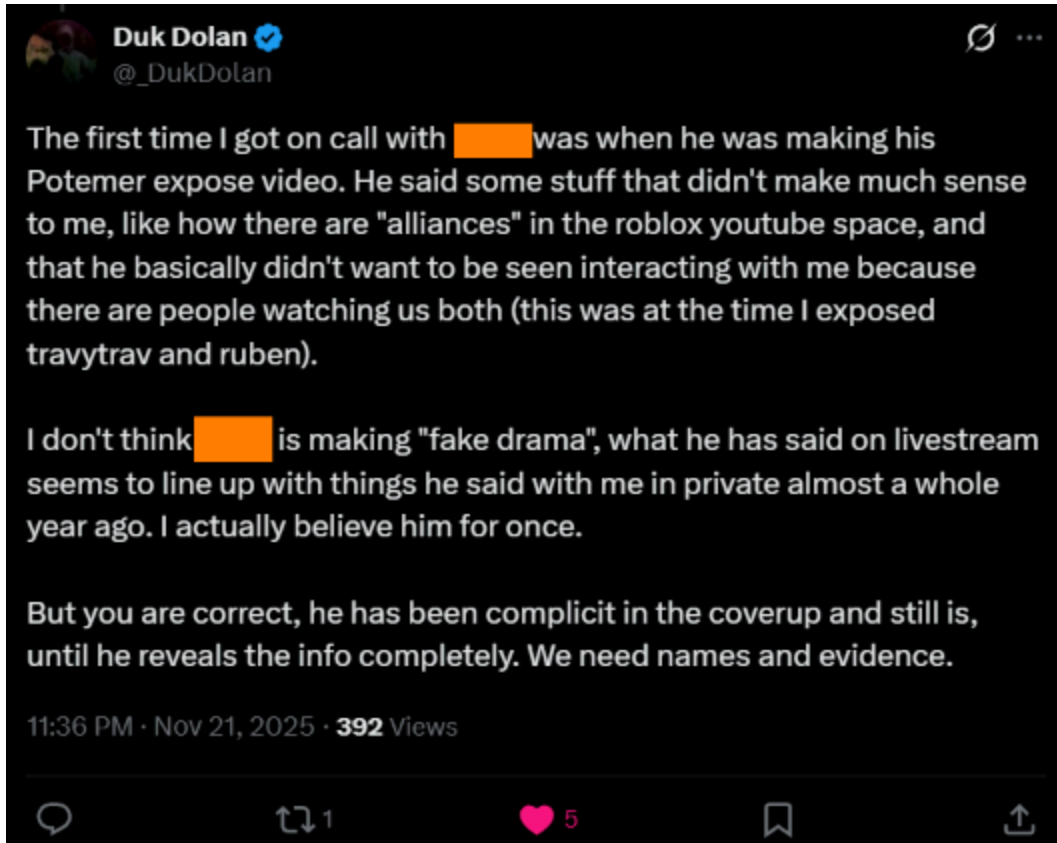 Duk Dolan
@_DukDolan
The first time I got on call with was when he was making his
Potemer expose video. He said some stuff that didn't make much sense
to me, like how there are "alliances" in the roblox youtube space, and
that he basically didn't want to be seen interacting with me because
there are people watching us both (this was at the time I exposed
travytrav and ruben).
I don't think is making "fake drama", what he has said on livestream
seems to line up with things he said with me in private almost a whole
year ago. I actually believe him for once.
But you are correct, he has been complicit in the coverup and still is,
until he reveals the info completely. We need names and evidence.
11:36 PM · Nov 21, 2025 · 392 Views
1
5